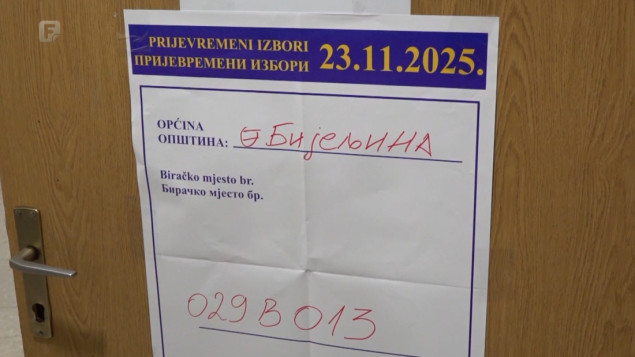 F
PRIJEVREMENI IZBORI
ПРИЈЕВРЕМЕНИ ИЗБОРИ
23.11.2025.
OPĆINA
ОПШТИНА: Бијељина
Biračko mjesto br.
Бирачко мјесто бр.
029B013